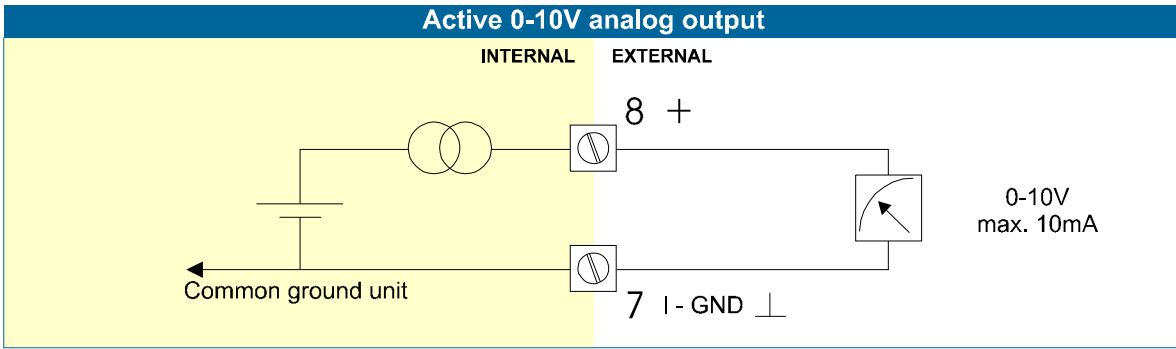 Active 0-10V analog output
INTERNAL EXTERNAL
8 +
0-10V
max. 10mA
Common ground unit
7 I - GND ⊥